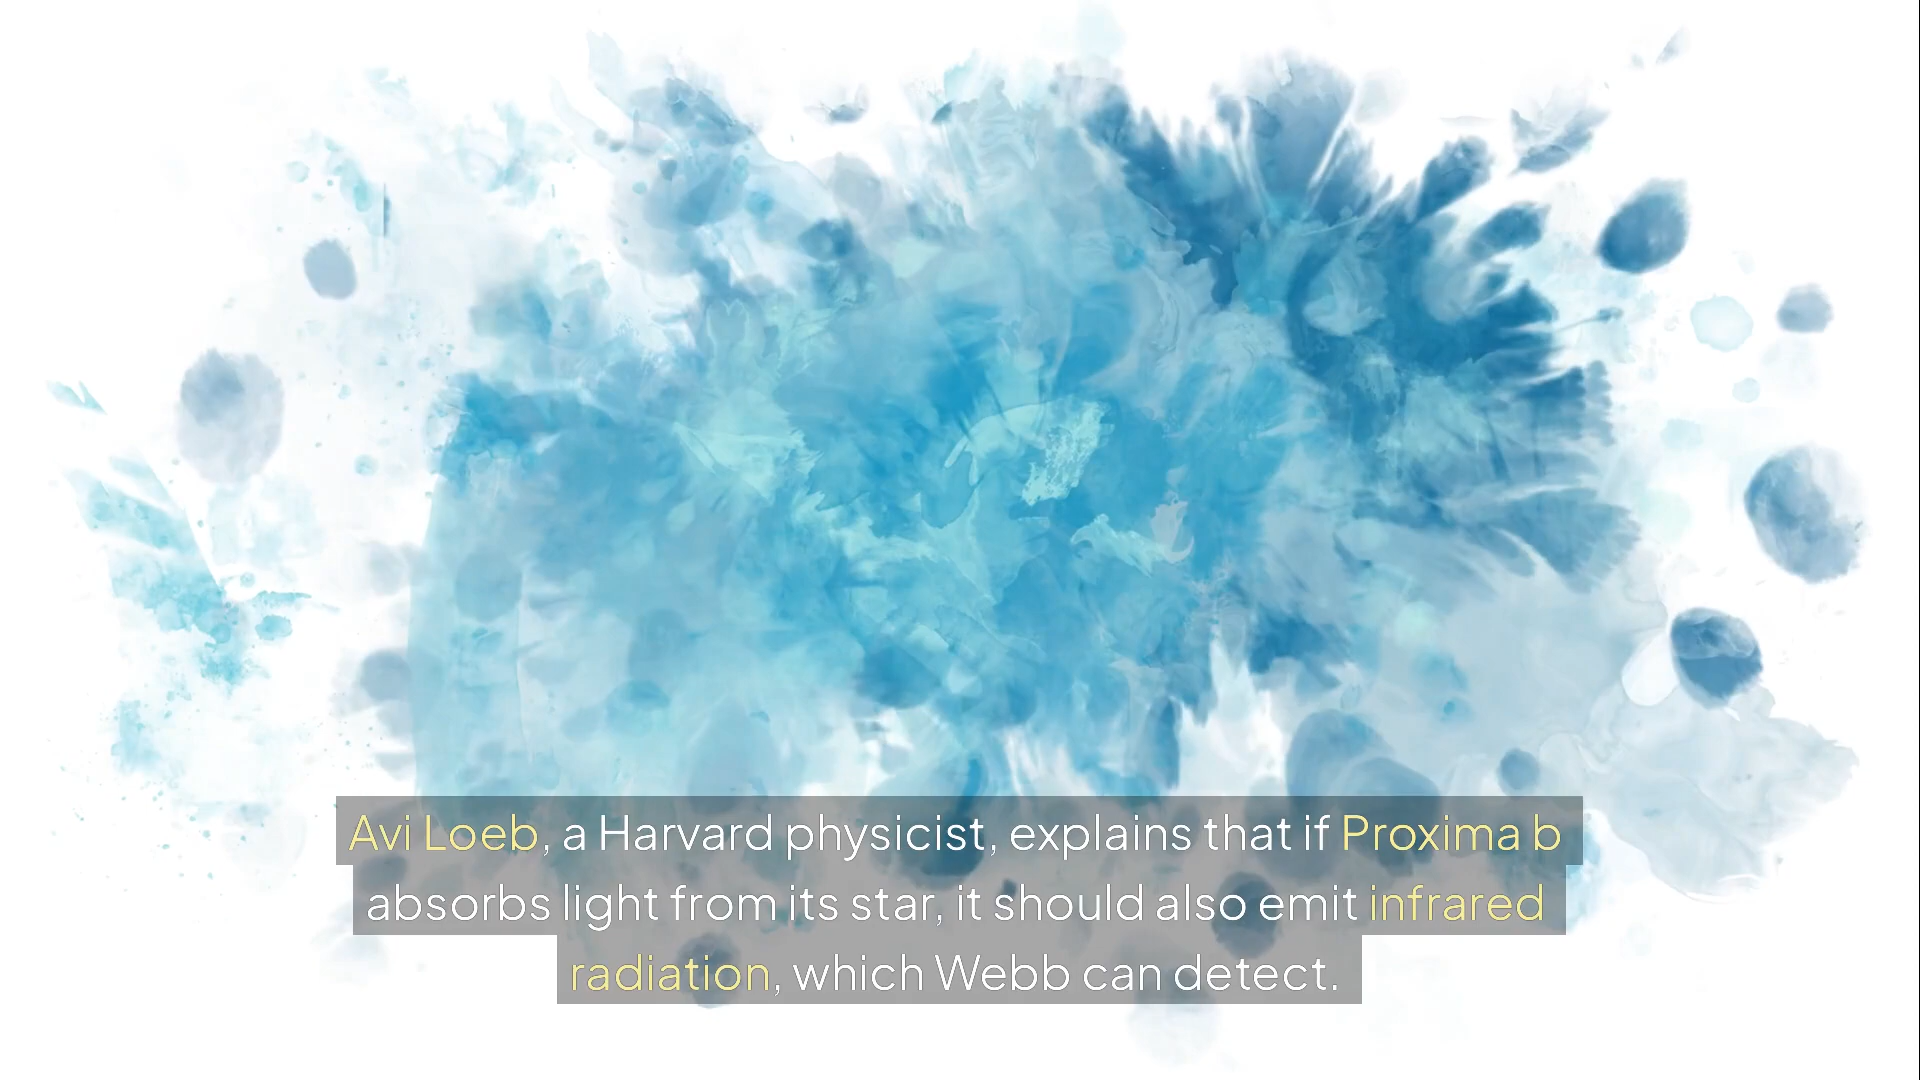 Avi Loeb, a Harvard physicist, explains that if Proxima b
absorbs light from its star, it should also emit infrared
radiation, which Webb can detect.